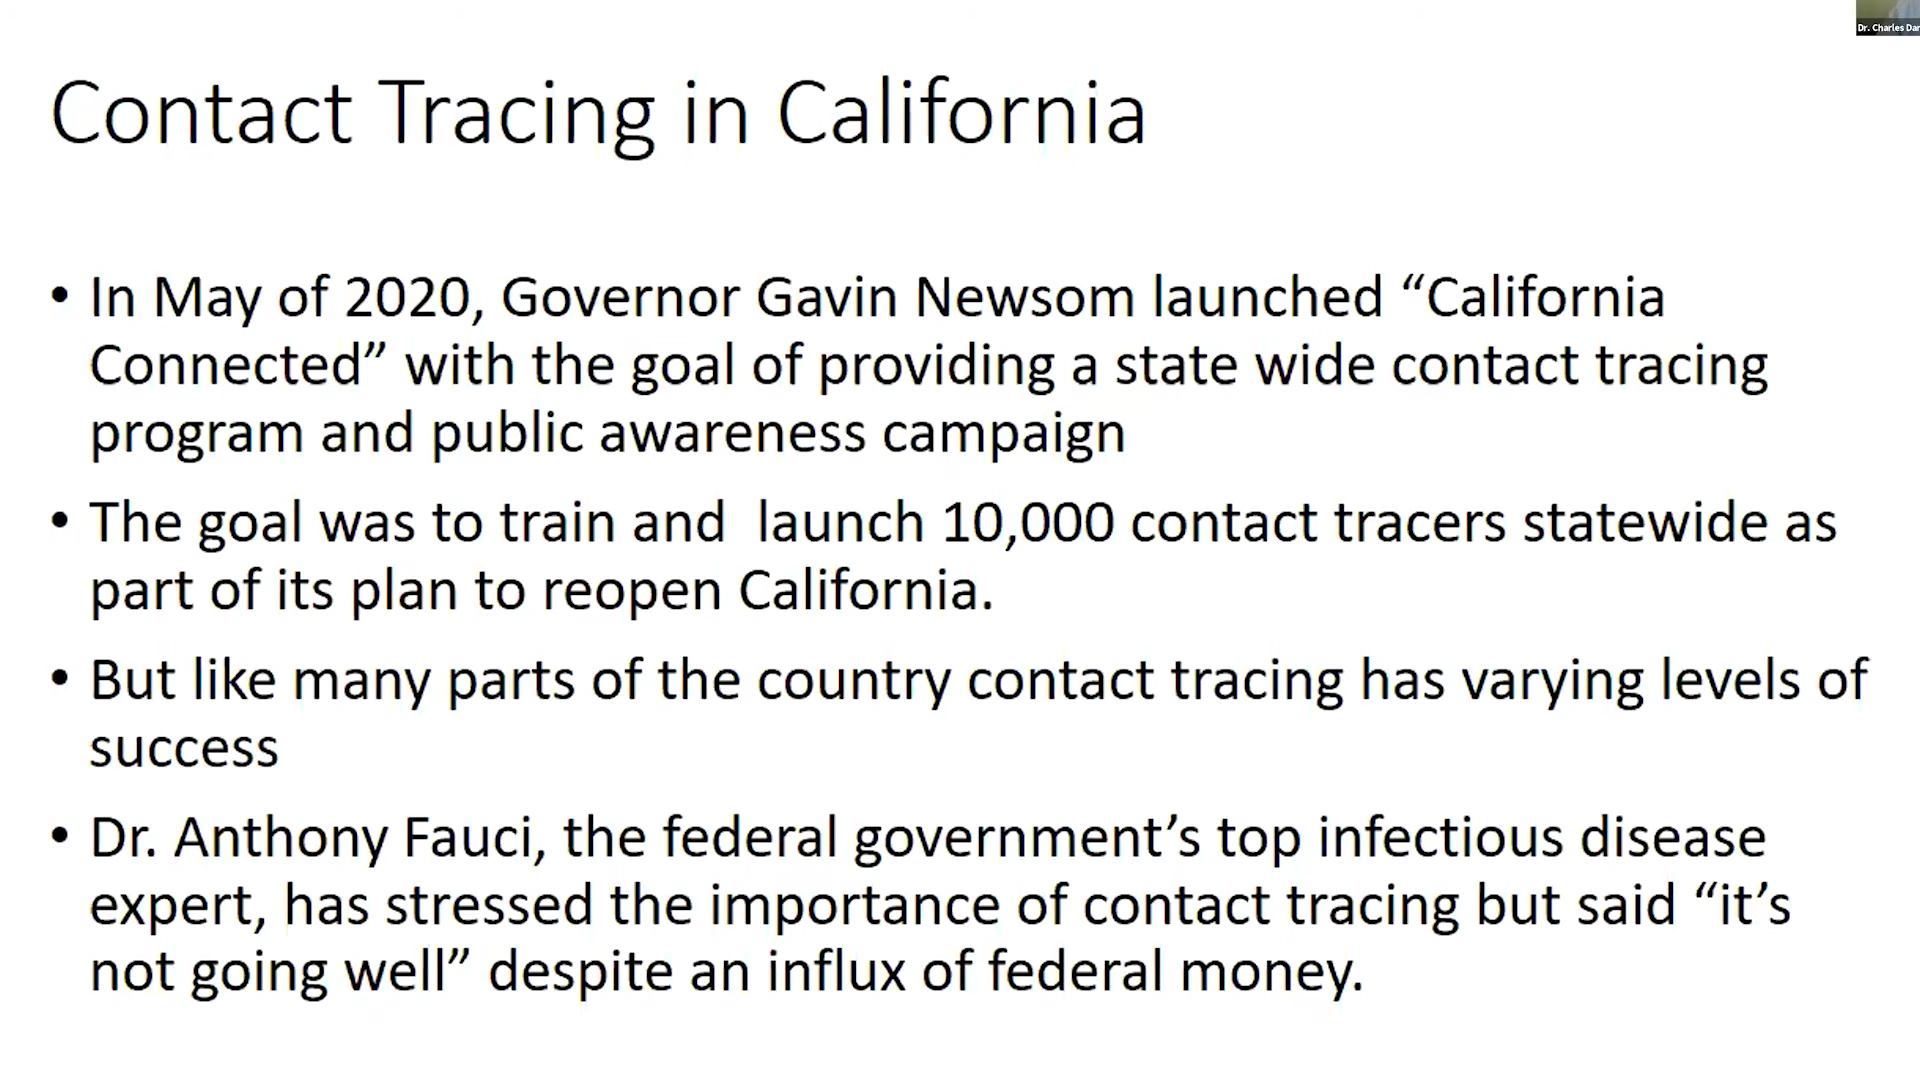 Dr. Charles Dar
Contact Tracing in California
• In May of 2020, Governor Gavin Newsom launched “California
Connected” with the goal of providing a state wide contact tracing
program and public awareness campaign
• The goal was to train and  launch 10,000 contact tracers statewide as
part of its plan to reopen California.
• But like many parts of the country contact tracing has varying levels of
success
• Dr. Anthony Fauci, the federal government’s top infectious disease
expert, has stressed the importance of contact tracing but said “it’s
not going well” despite an influx of federal money.